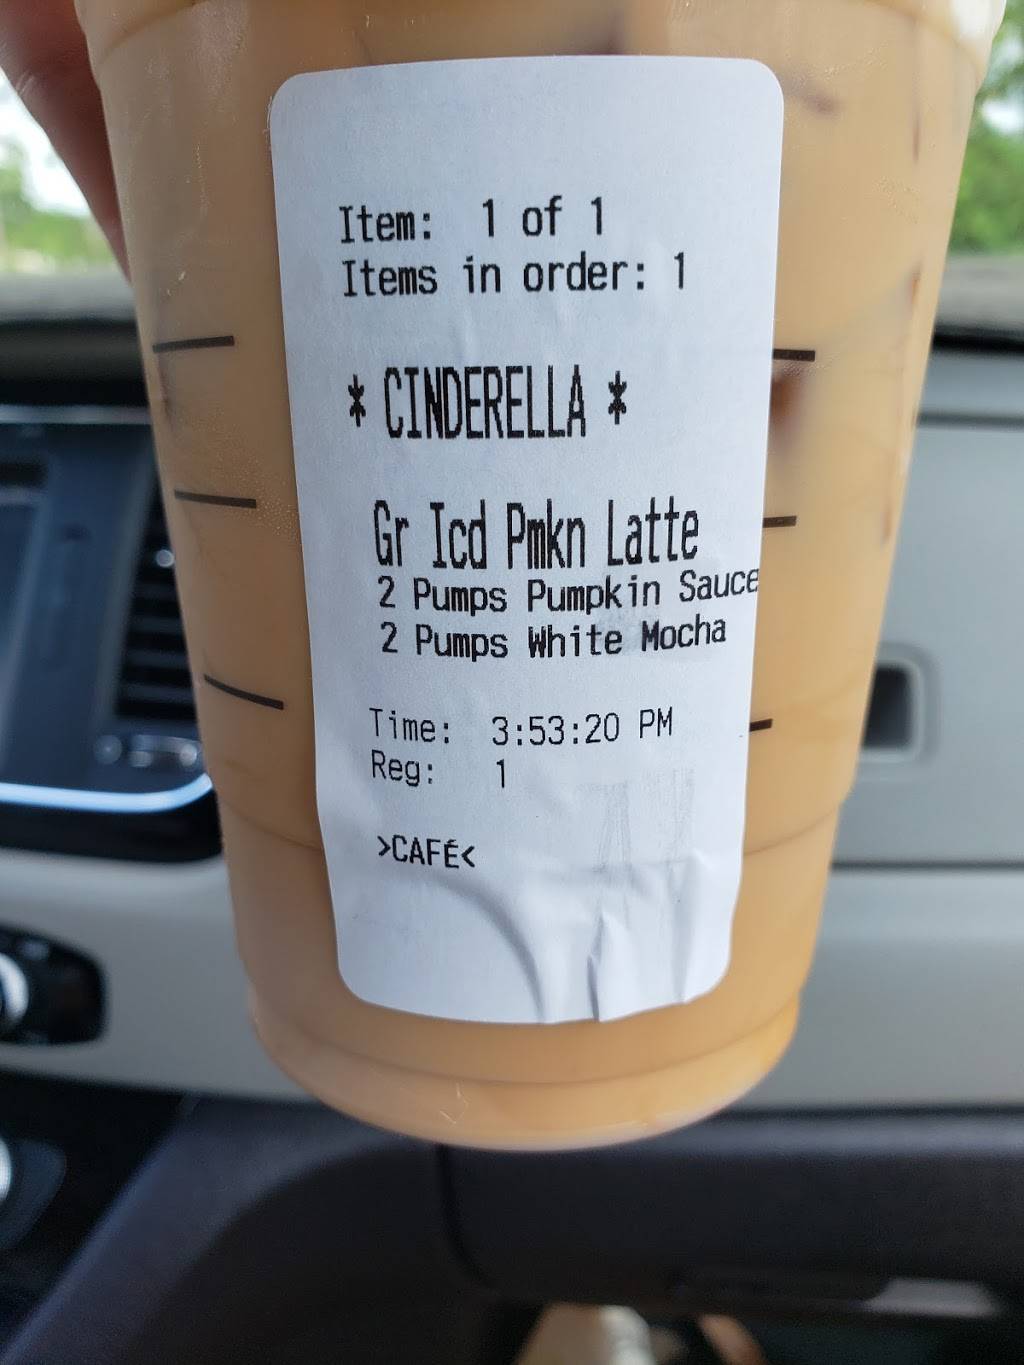 Item: 1 of 1
Items in order: 1
* CINDERELLA *
Gr Icd Pmkn Latte
2 Pumps Pumpkin Sauce
2 Pumps White Mocha
Time: 3:53:20 PM
Reg: 1
>CAFÉ<